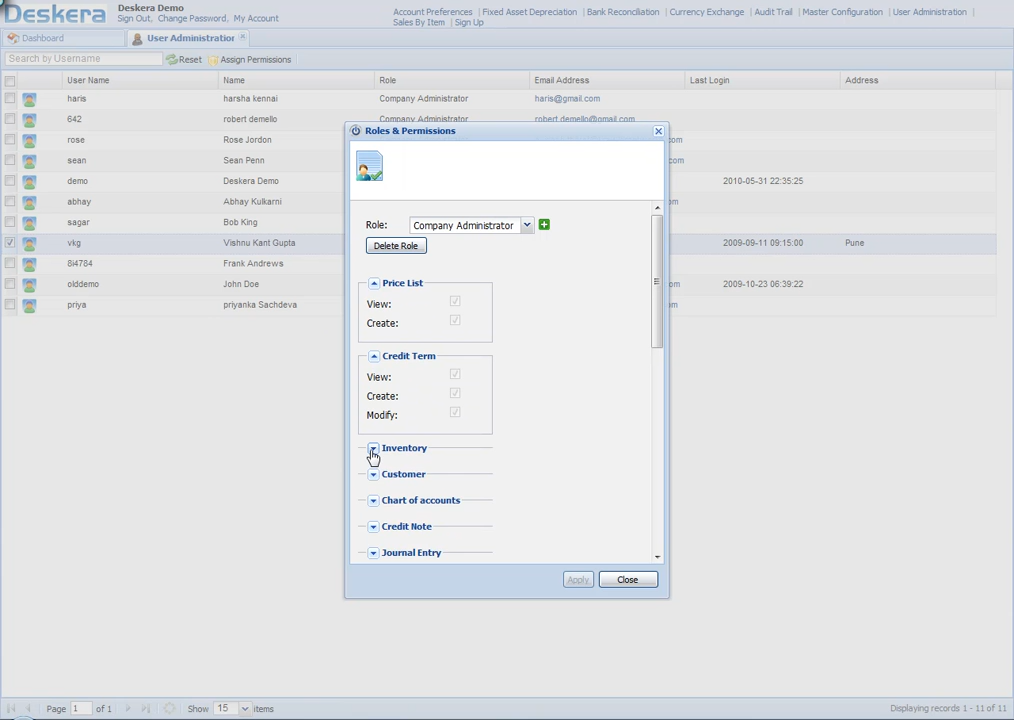 Deskera
Deskera Demo
Sign Out, Change Password, My Account
Account Preferences | Fixed Asset Depreciation | Bank Reconciliation | Currency Exchange | Audit Trail | Master Configuration | User Administration |
Sales By Item | Sign Up
Dashboard
User Administration
Search by Username
Reset
Assign Permissions
User Name Name Role Email Address Last Login Address
haris harsha kennai Company Administrator haris@gmail.com
642 robert demello Company Administrator robert.demello@gmail.com
rose Rose Jordon com
sean Sean Penn com
demo Deskera Demo 2010-05-31 22:35:25
abhay Abhay Kulkarni m
sagar Bob King
vkg Vishnu Kant Gupta 2009-09-11 09:15:00 Pune
8i4784 Frank Andrews
olddemo John Doe om 2009-10-23 06:39:22
priya priyanka Sachdeva m
Roles & Permissions
Role: Company Administrator
Delete Role
Price List
View:
Create:
Credit Term
View:
Create:
Modify:
Inventory
Customer
Chart of accounts
Credit Note
Journal Entry
Apply Close
Page 1 of 1 Show 15 items
Displaying records 1 - 11 of 11